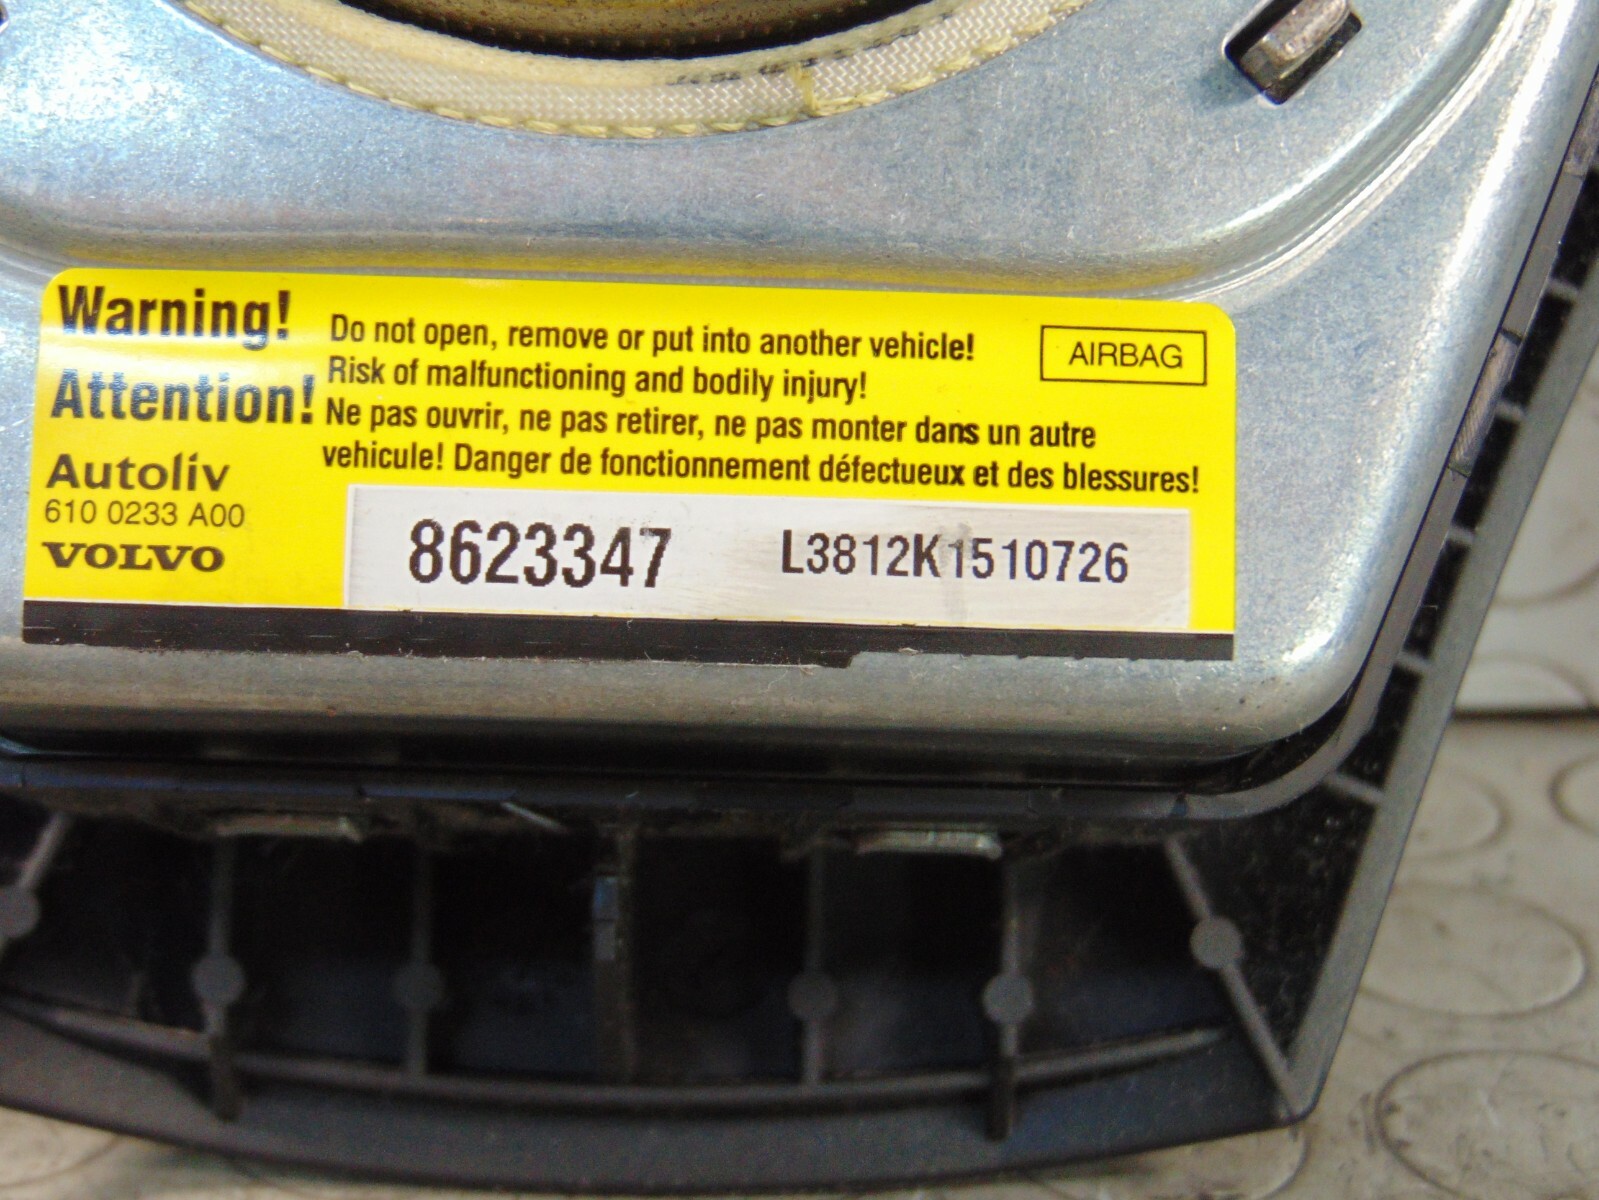 Warning!
Do not open, remove or put into another vehicle!
AIRBAG
Risk of malfunctioning and bodily injury!
Attention!
Ne pas ouvrir, ne pas retirer, ne pas monter dans un autre
vehicule! Danger de fonctionnement défectueux et des blessures!
Autoliv
610 0233 A00
VOLVO
8623347
L3812K1510726